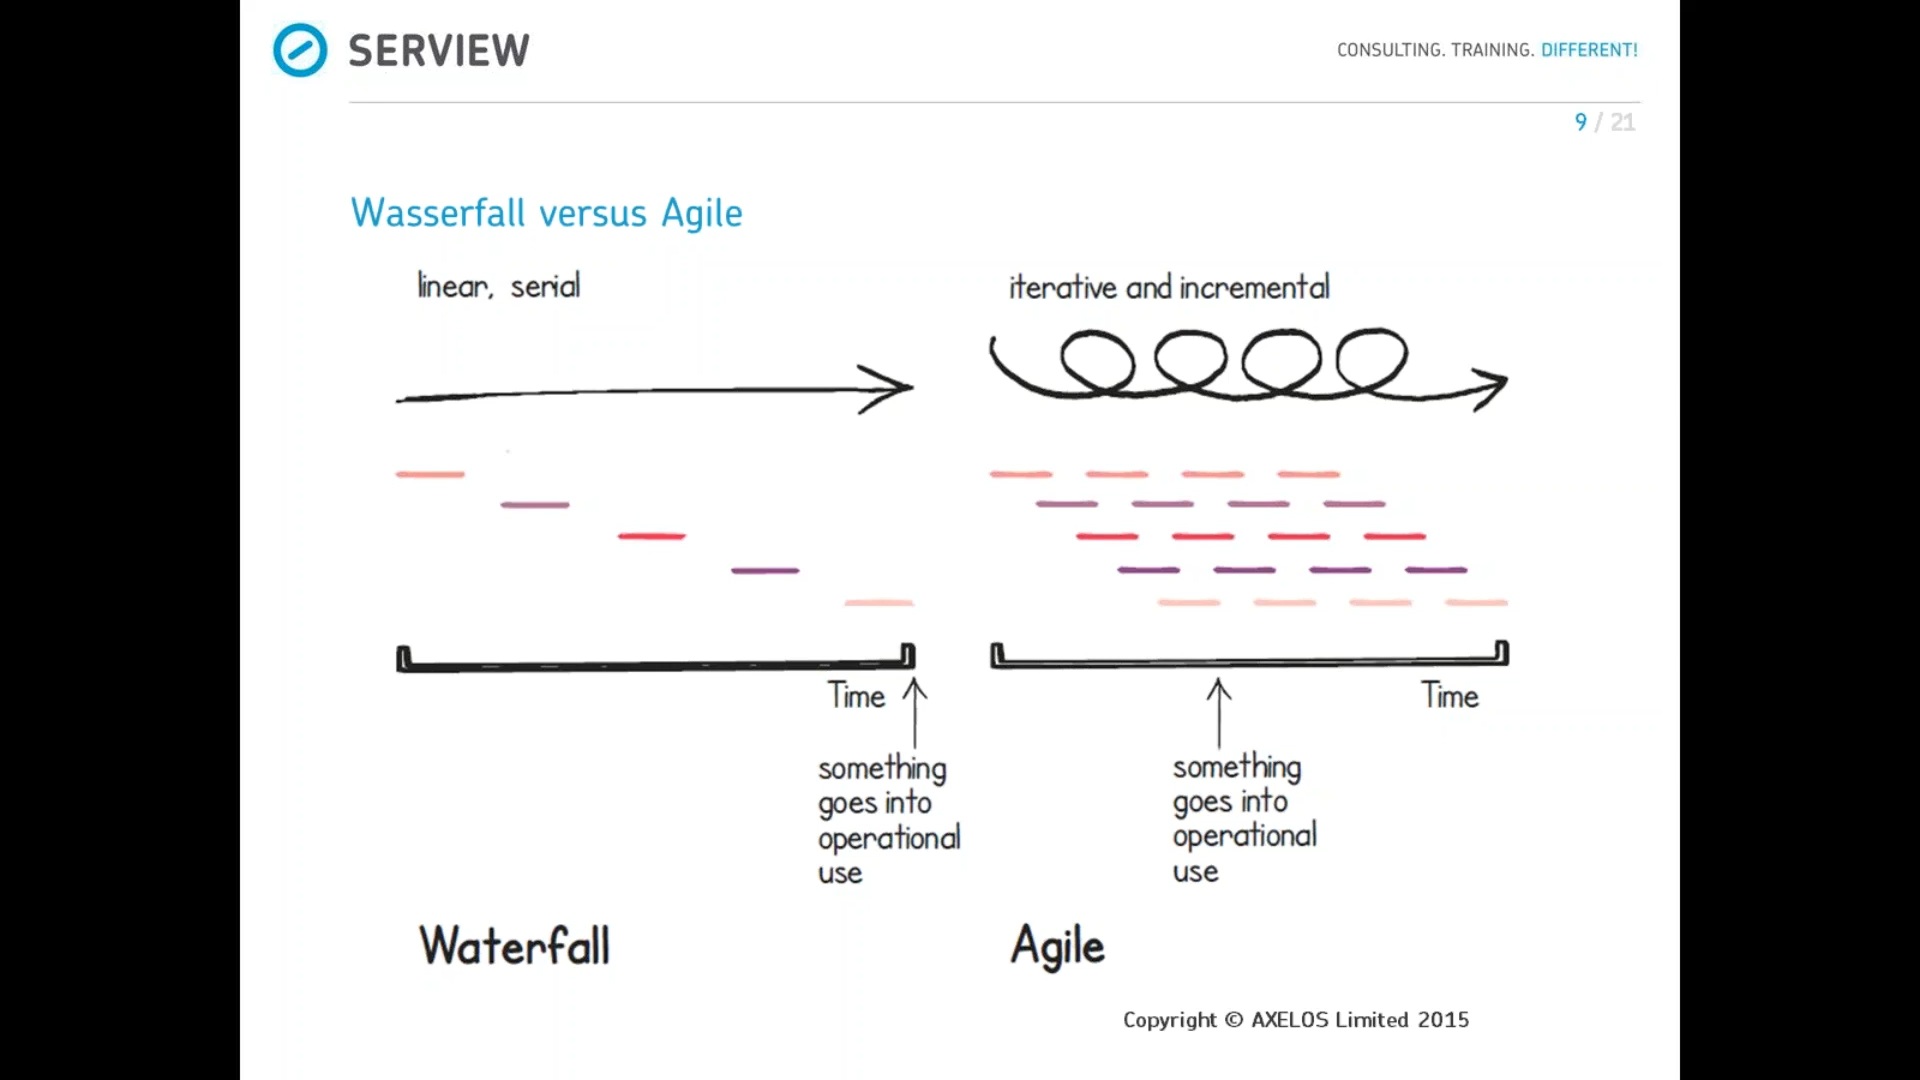 SERVIEW
CONSULTING. TRAINING. DIFFERENT!
9 / 21
Wasserfall versus Agile
linear, serial
iterative and incremental
Time
something
goes into
operational
use
Time
something
goes into
operational
use
Waterfall
Agile
Copyright © AXELOS Limited 2015